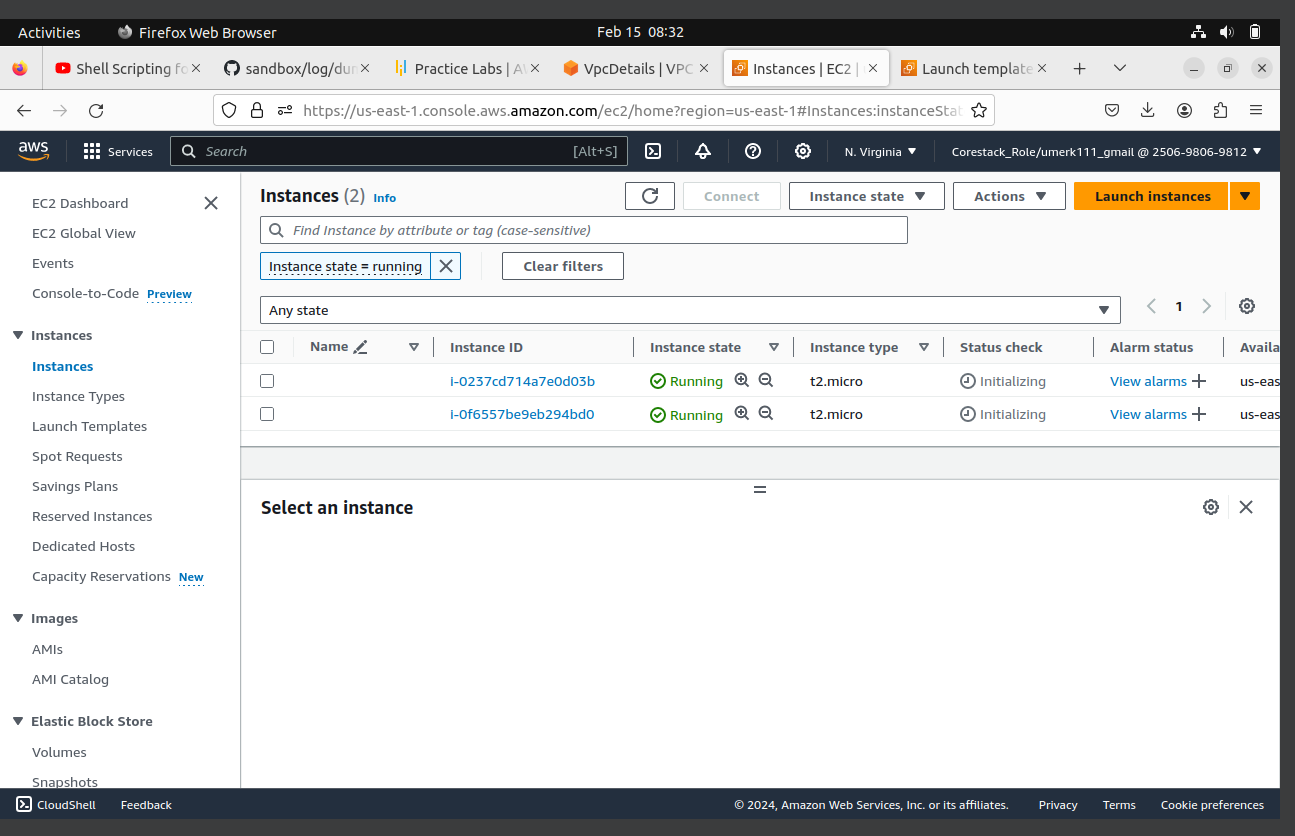 Activities Firefox Web Browser Feb 15 08:32
Shell Scripting fo sandbox/log/dur Practice Labs | A VpcDetails | VPC Instances | EC2 | Launch template
https://us-east-1.console.aws.amazon.com/ec2/home?region=us-east-1#Instances:instanceStat
aws Services Search [Alt+S] N. Virginia Corestack_Role/umerk111_gmail @ 2506-9806-9812
EC2 Dashboard
EC2 Global View
Events
Console-to-Code Preview
Instances
Instances
Instance Types
Launch Templates
Spot Requests
Savings Plans
Reserved Instances
Dedicated Hosts
Capacity Reservations New
Images
AMIs
AMI Catalog
Elastic Block Store
Volumes
Snapshots
Instances (2) Info Connect Instance state Actions Launch instances
Find Instance by attribute or tag (case-sensitive)
Instance state = running Clear filters
Any state 1
Name Instance ID Instance state Instance type Status check Alarm status Availa
i-0237cd714a7e0d03b Running t2.micro Initializing View alarms us-eas
i-0f6557be9eb294bd0 Running t2.micro Initializing View alarms us-eas
Select an instance
CloudShell Feedback © 2024, Amazon Web Services, Inc. or its affiliates. Privacy Terms Cookie preferences